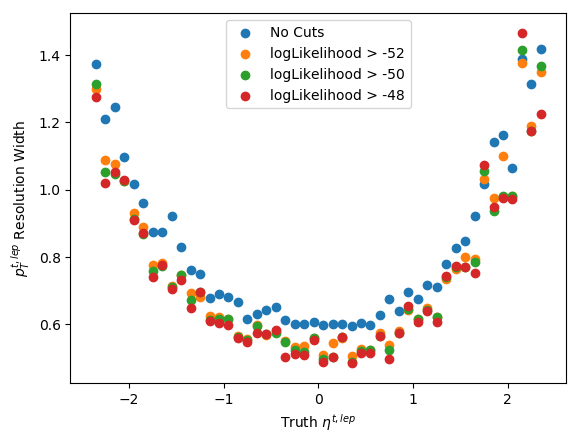 No Cuts
logLikelihood > -52
logLikelihood > -50
logLikelihood > -48
1.4
1.2
1.0
0.8
0.6
p_T^{t,lep} Resolution Width
−2
−1
0
1
2
Truth η^{t,lep}